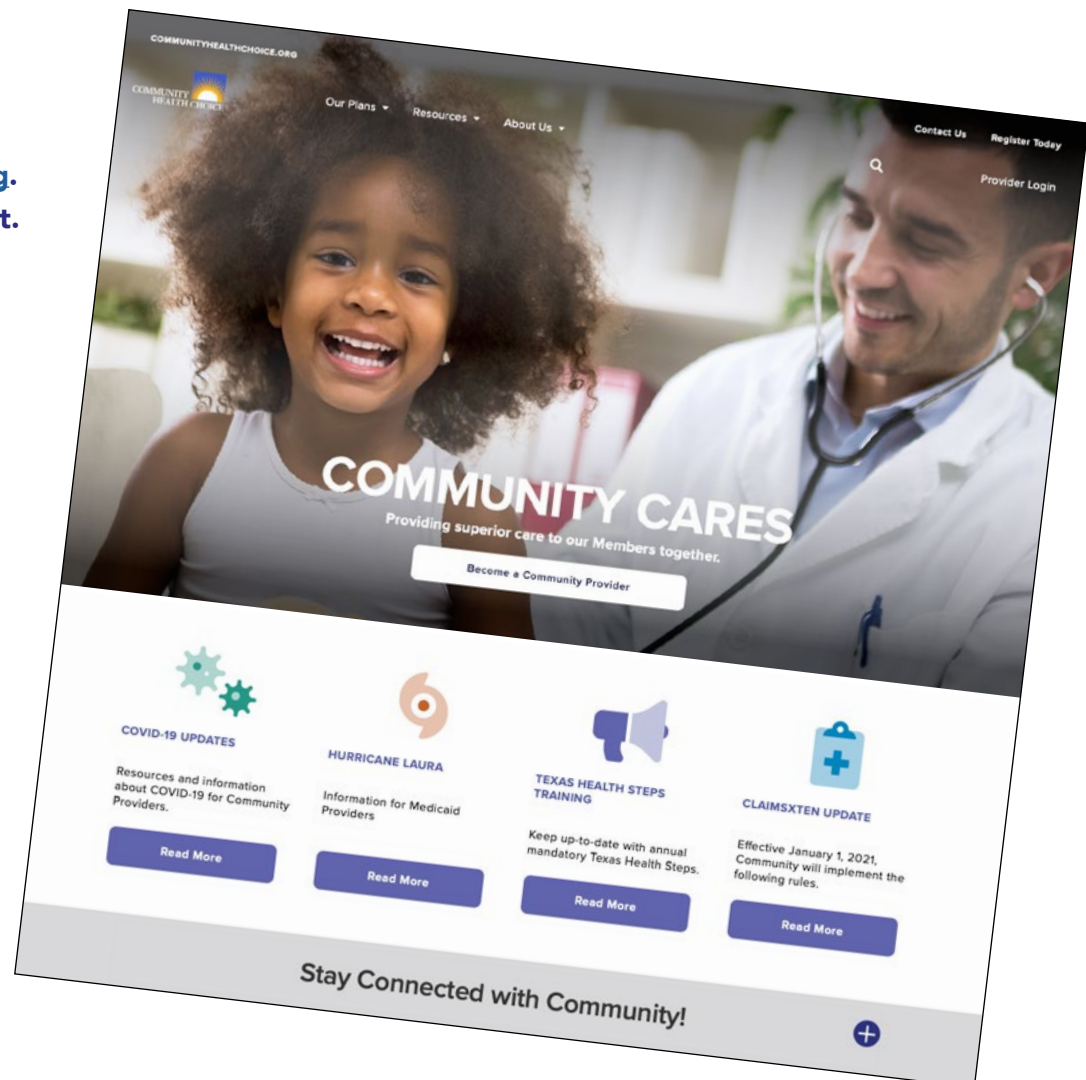 g.
t.
COMMUNITYHEALTHCHOICE.ORG
COMMUNITY
HEALTH CHOICE
Our Plans
Resources
About Us
Contact Us
Register Today
Provider Login
COMMUNITY CARES
Providing superior care to our Members together.
Become a Community Provider
COVID-19 UPDATES
Resources and information
about COVID-19 for Community
Providers.
Read More
HURRICANE LAURA
Information for Medicaid
Providers
Read More
TEXAS HEALTH STEPS
TRAINING
Keep up-to-date with annual
mandatory Texas Health Steps.
Read More
CLAIMSXTEN UPDATE
Effective January 1, 2021,
Community will implement the
following rules.
Read More
Stay Connected with Community!